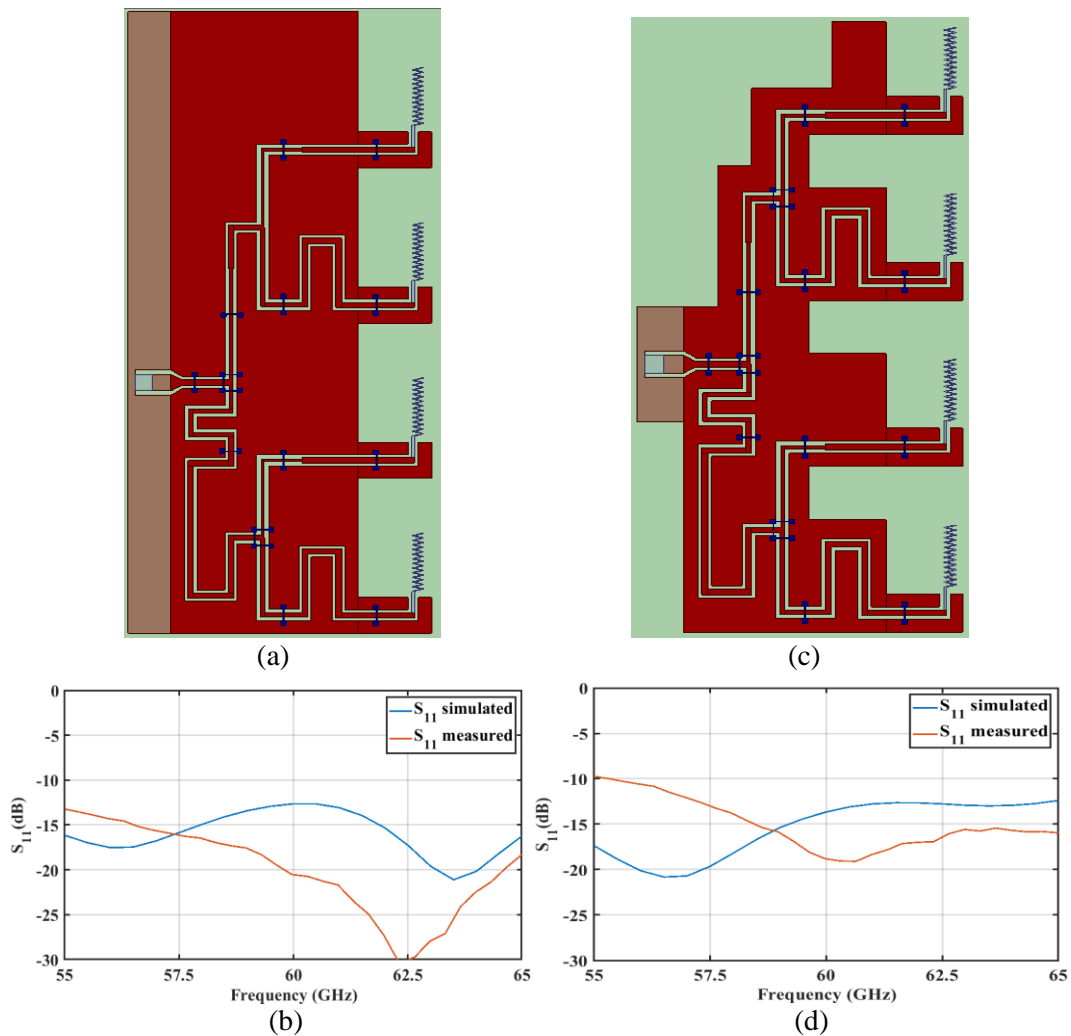 (a)
(c)
0
-5
-10
-15
-20
-25
-30
S11(dB)
S11 simulated
S11 measured
55
57.5
60
62.5
65
Frequency (GHz)
(b)
0
-5
-10
-15
-20
-25
-30
S11(dB)
S11 simulated
S11 measured
55
57.5
60
62.5
65
Frequency (GHz)
(d)